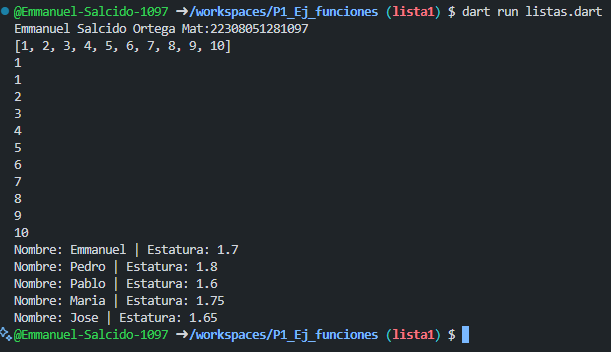 @Emmanuel-Salcido-1097 ➜/workspaces/P1_Ej_funciones (lista1) $ dart run listas.dart
Emmanuel Salcido Ortega Mat:22308051281097
[1, 2, 3, 4, 5, 6, 7, 8, 9, 10]
1
1
2
3
4
5
6
7
8
9
10
Nombre: Emmanuel | Estatura: 1.7
Nombre: Pedro | Estatura: 1.8
Nombre: Pablo | Estatura: 1.6
Nombre: Maria | Estatura: 1.75
Nombre: Jose | Estatura: 1.65
@Emmanuel-Salcido-1097 ➜/workspaces/P1_Ej_funciones (lista1) $